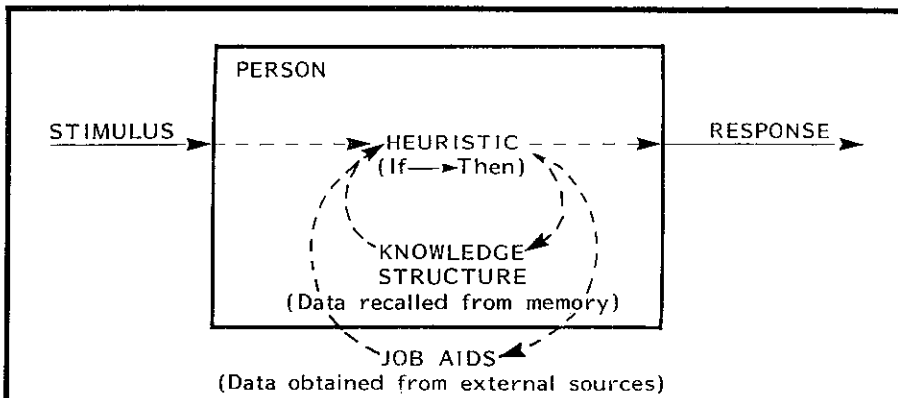 PERSON
STIMULUS
HEURISTIC
(If→Then)
RESPONSE
KNOWLEDGE
STRUCTURE
(Data recalled from memory)
JOB AIDS
(Data obtained from external sources)